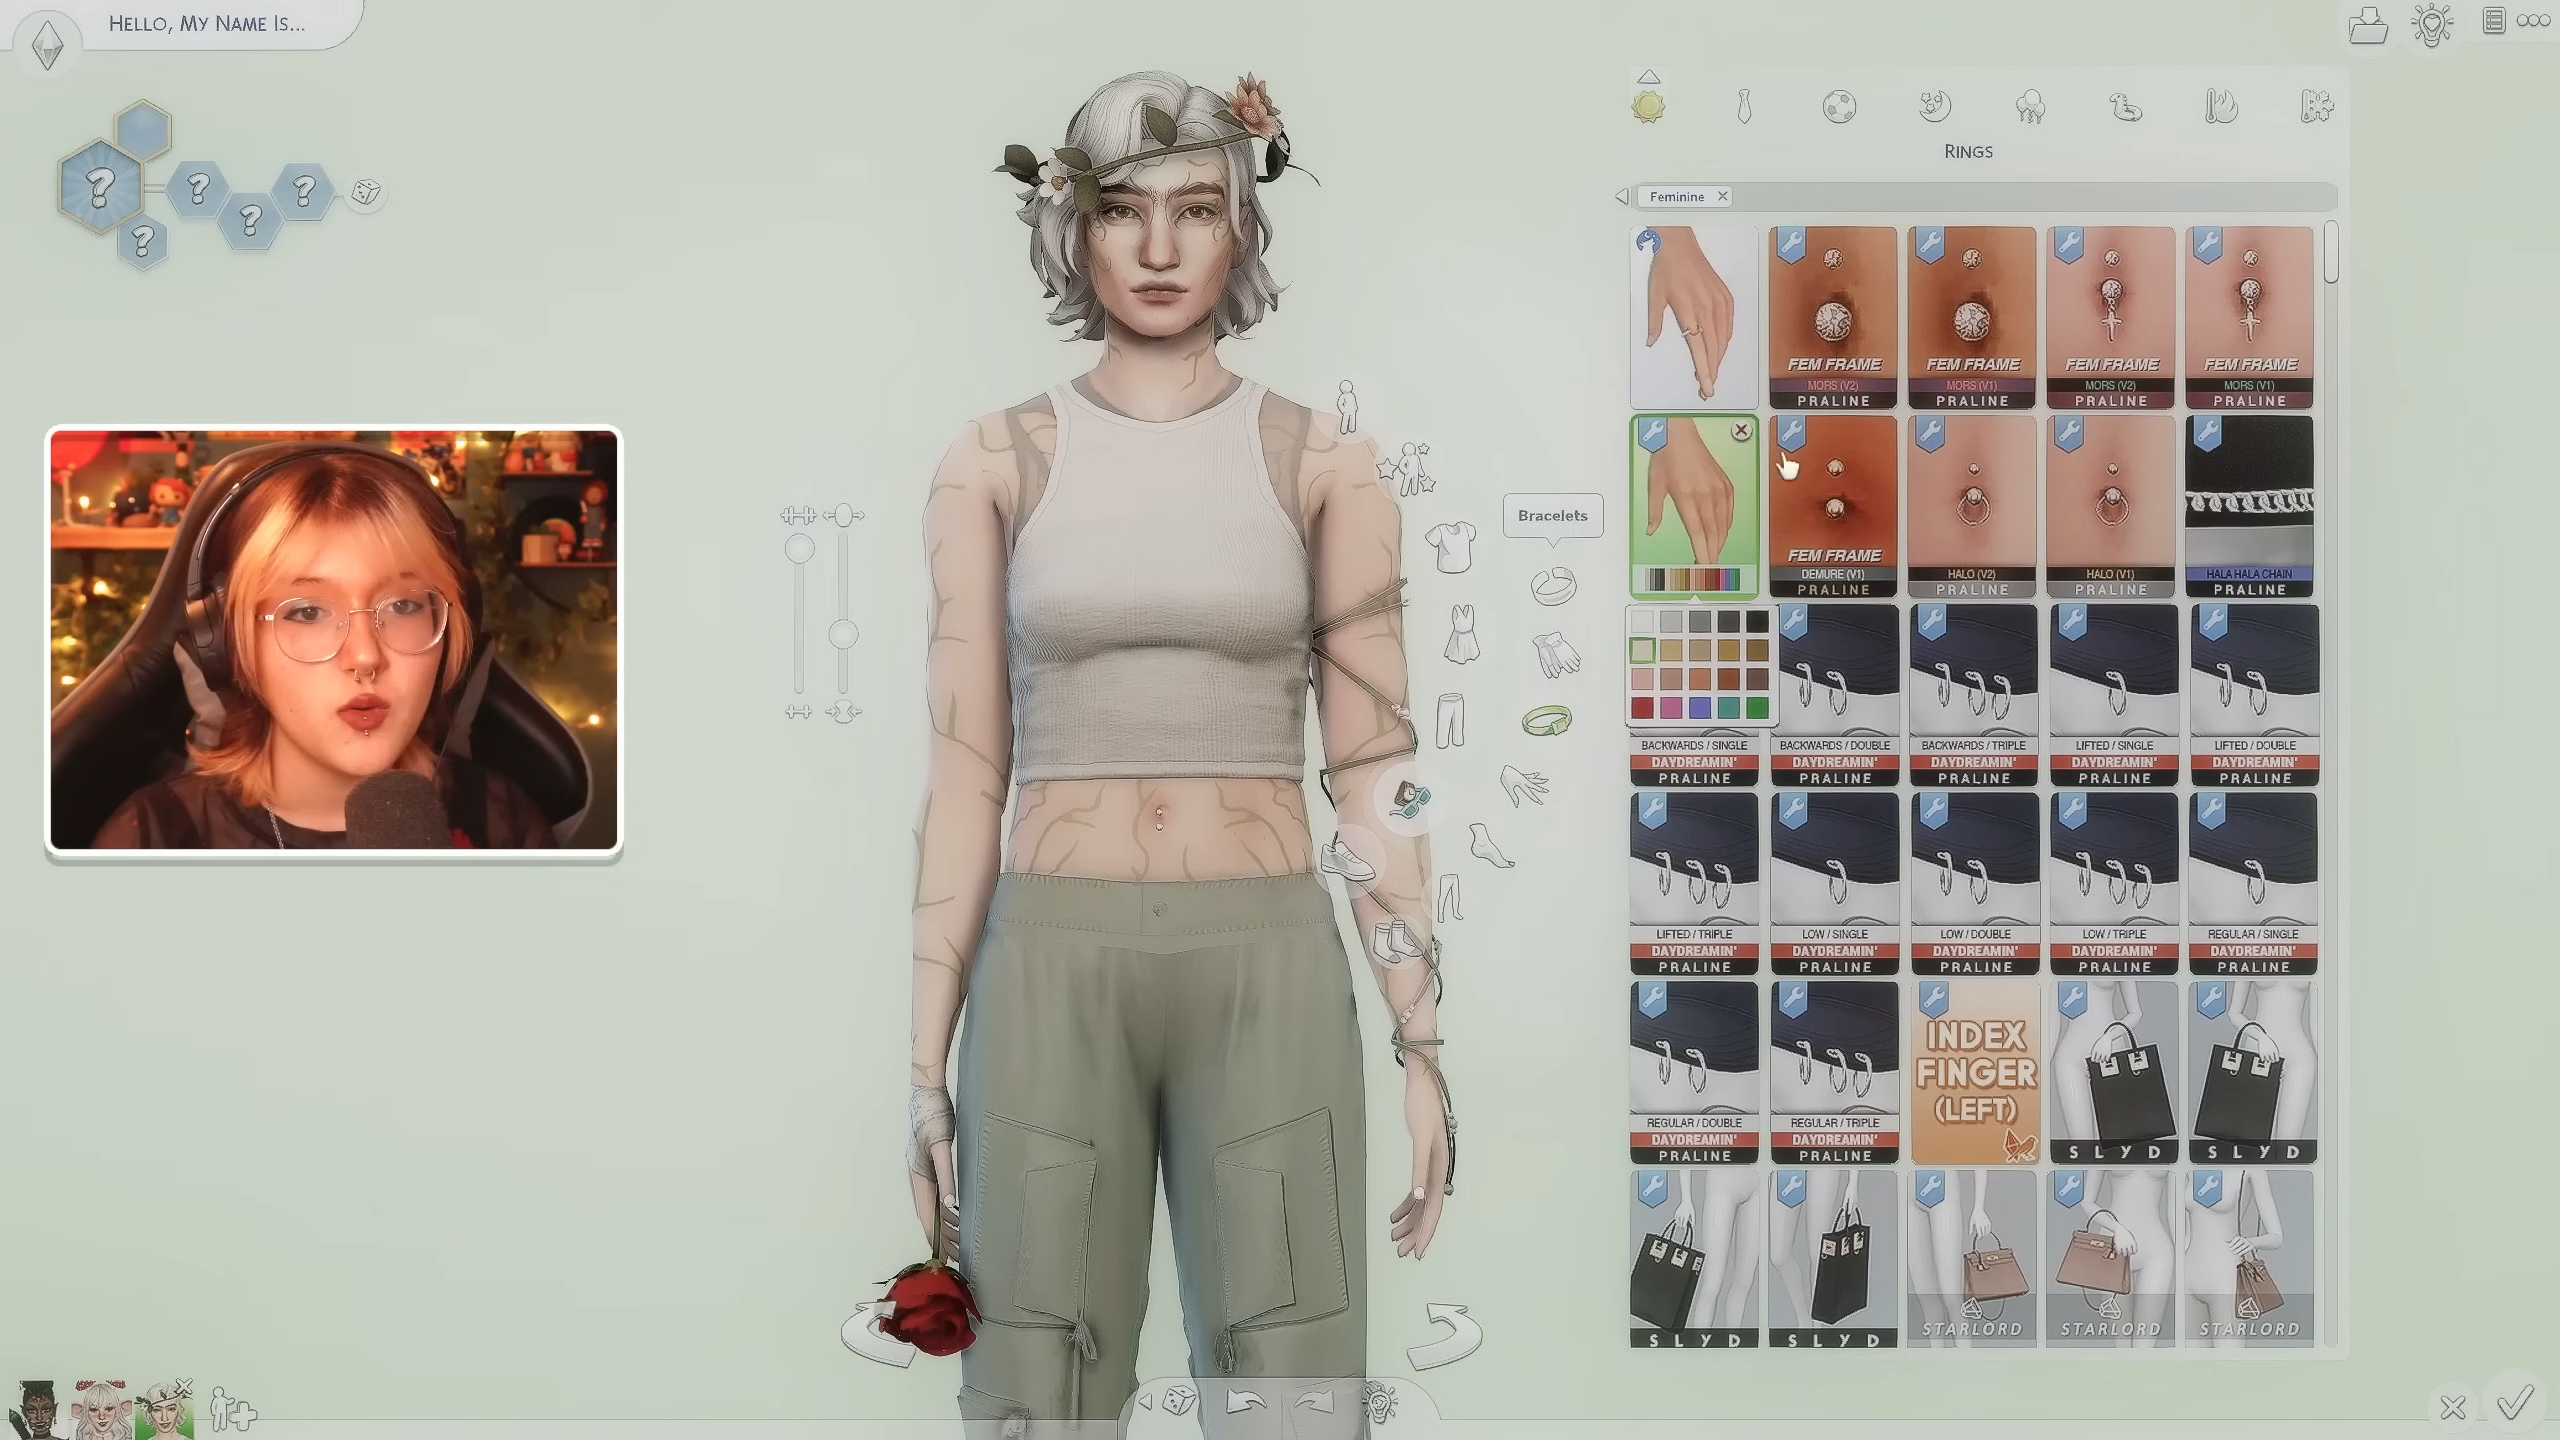 HELLO, MY NAME IS...
RINGS
Feminine
FEM FRAME
MORS (V2)
PRALINE
FEM FRAME
MORS (V1)
PRALINE
FEM FRAME
MORS (V2)
PRALINE
FEM FRAME
MORS (V1)
PRALINE
Bracelets
FEM FRAME
DEMURE (V1)
PRALINE
HALO (V2)
PRALINE
HALO (V1)
PRALINE
HALA HALA CHAIN
PRALINE
BACKWARDS / SINGLE
DAYDREAMIN'
PRALINE
BACKWARDS / DOUBLE
DAYDREAMIN'
PRALINE
BACKWARDS / TRIPLE
DAYDREAMIN'
PRALINE
LIFTED / SINGLE
DAYDREAMIN'
PRALINE
LIFTED / DOUBLE
DAYDREAMIN'
PRALINE
LIFTED / TRIPLE
DAYDREAMIN'
PRALINE
LOW / SINGLE
DAYDREAMIN'
PRALINE
LOW / DOUBLE
DAYDREAMIN'
PRALINE
LOW / TRIPLE
DAYDREAMIN'
PRALINE
REGULAR / SINGLE
DAYDREAMIN'
PRALINE
REGULAR / DOUBLE
DAYDREAMIN'
PRALINE
REGULAR / TRIPLE
DAYDREAMIN'
PRALINE
INDEX
FINGER
(LEFT)
SLYD
SLYD
SLYD
SLYD
STARLORD
STARLORD
STARLORD